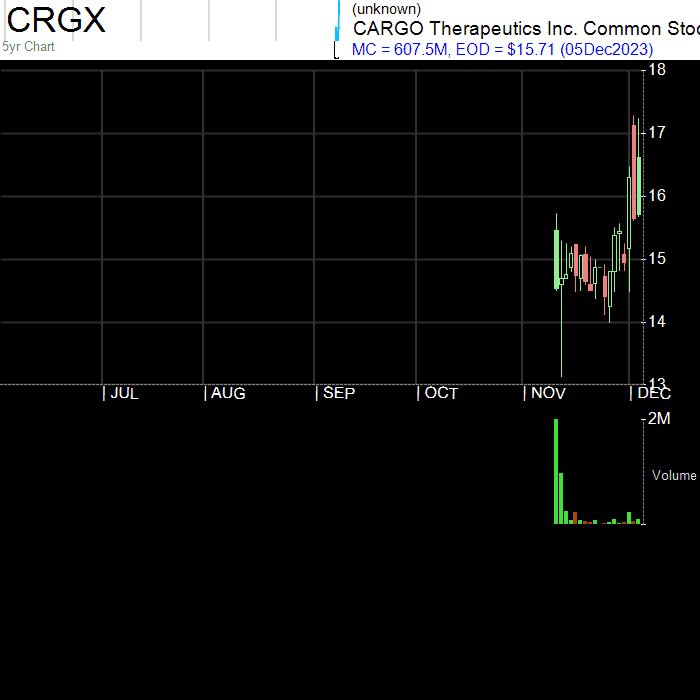 CRGX
5yr Chart
(unknown)
CARGO Therapeutics Inc. Common Stoc
MC = 607.5M, EOD = $15.71 (05Dec2023)
18
17
16
15
14
13
| JUL | AUG | SEP | OCT | NOV | DEC
2M
Volume